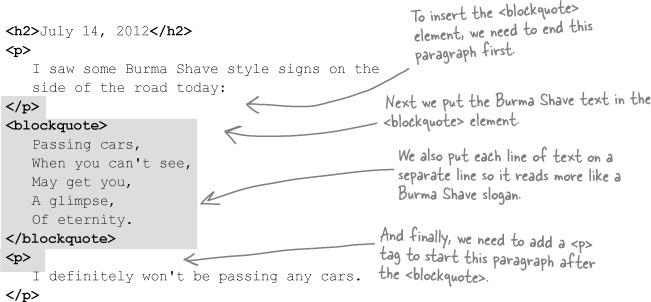 <h2>July 14, 2012</h2>
<p>
I saw some Burma Shave style signs on the
side of the road today:
</p>
<blockquote>
Passing cars,
When you can't see,
May get you,
A glimpse,
Of eternity.
</blockquote>
<p>
I definitely won't be passing any cars.
</p>
To insert the <blockquote>
element, we need to end this
paragraph first.
Next we put the Burma Shave text in the
<blockquote> element.
We also put each line of text on a
separate line so it reads more like a
Burma Shave slogan.
And finally, we need to add a <p>
tag to start this paragraph after
the <blockquote>.